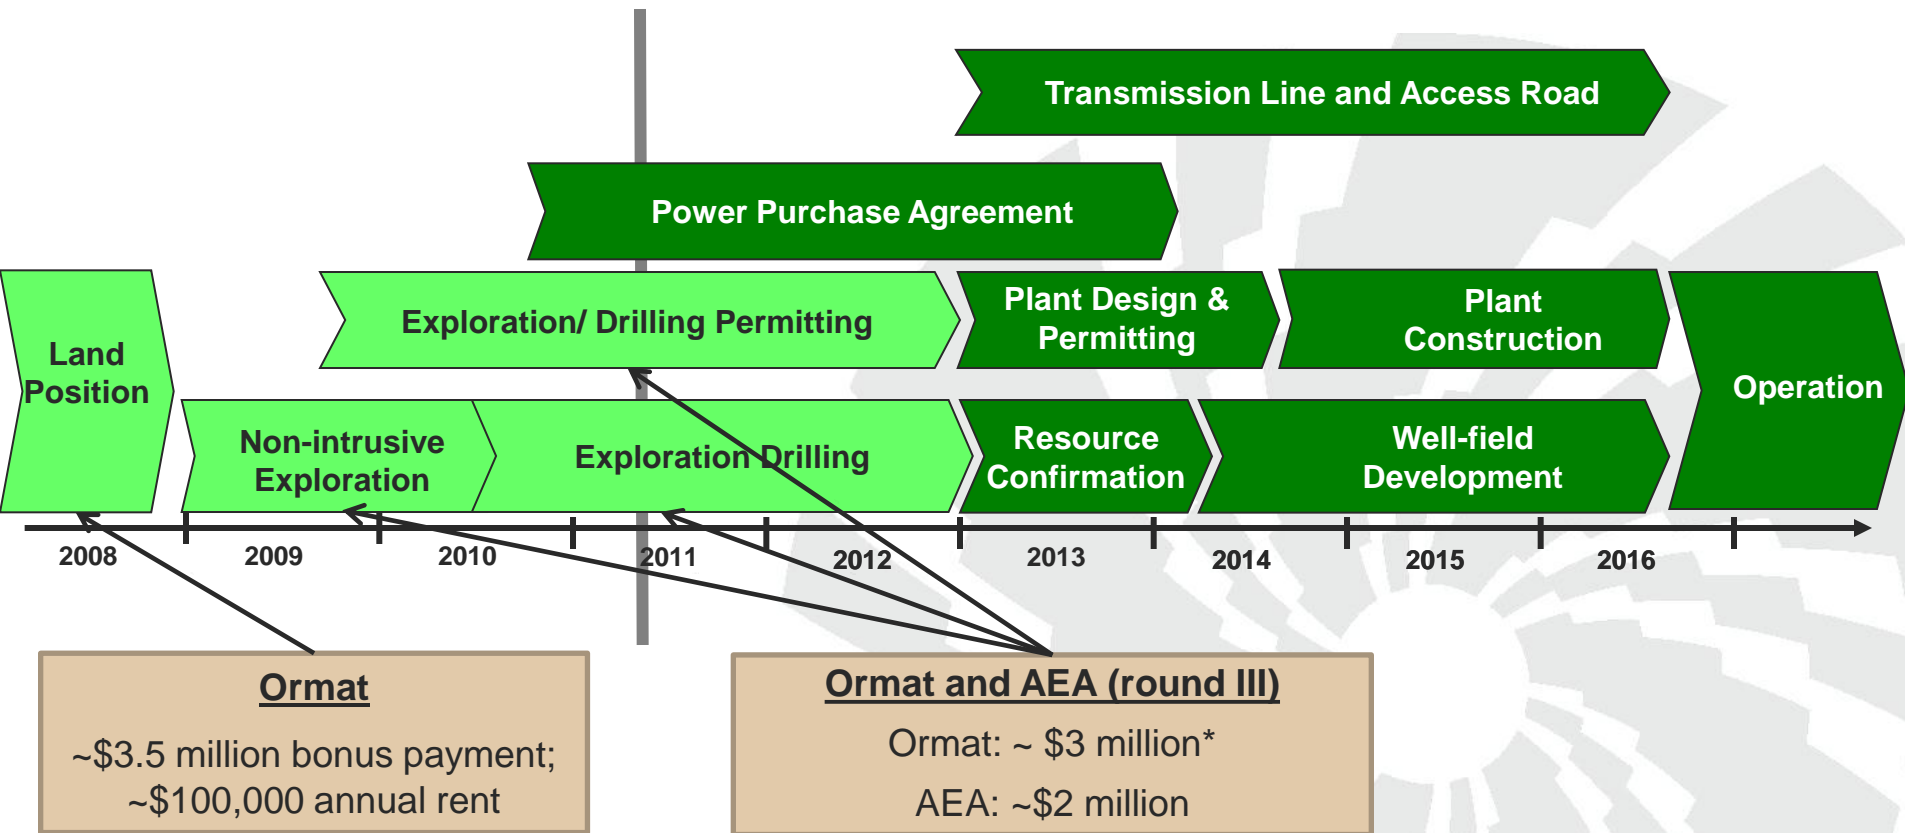 Transmission Line and Access Road
Power Purchase Agreement
Land
Position
Exploration/ Drilling Permitting
Plant Design &
Permitting
Plant
Construction
Operation
Non-intrusive
Exploration
Exploration Drilling
Resource
Confirmation
Well-field
Development
2008 2009 2010 2011 2012 2013 2014 2015 2016
Ormat
~$3.5 million bonus payment;
~$100,000 annual rent
Ormat and AEA (round III)
Ormat: ~ $3 million*
AEA: ~$2 million